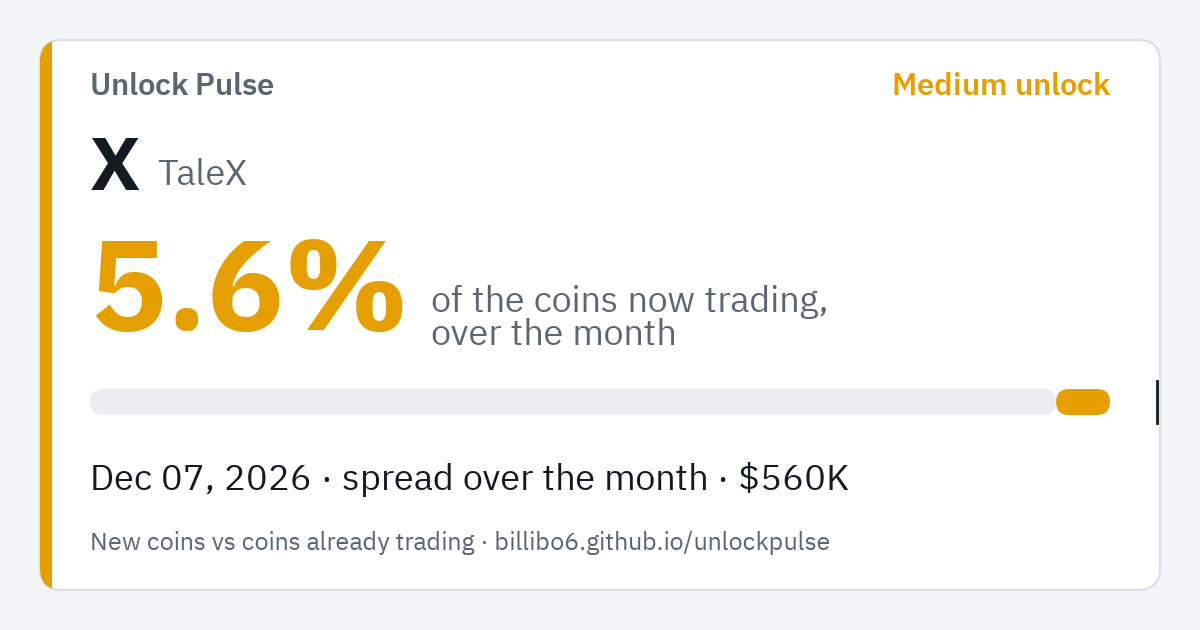 Unlock Pulse
Medium unlock
X TaleX
5.6% of the coins now trading,
over the month
Dec 07, 2026 · spread over the month · $560K
New coins vs coins already trading · billibo6.github.io/unlockpulse